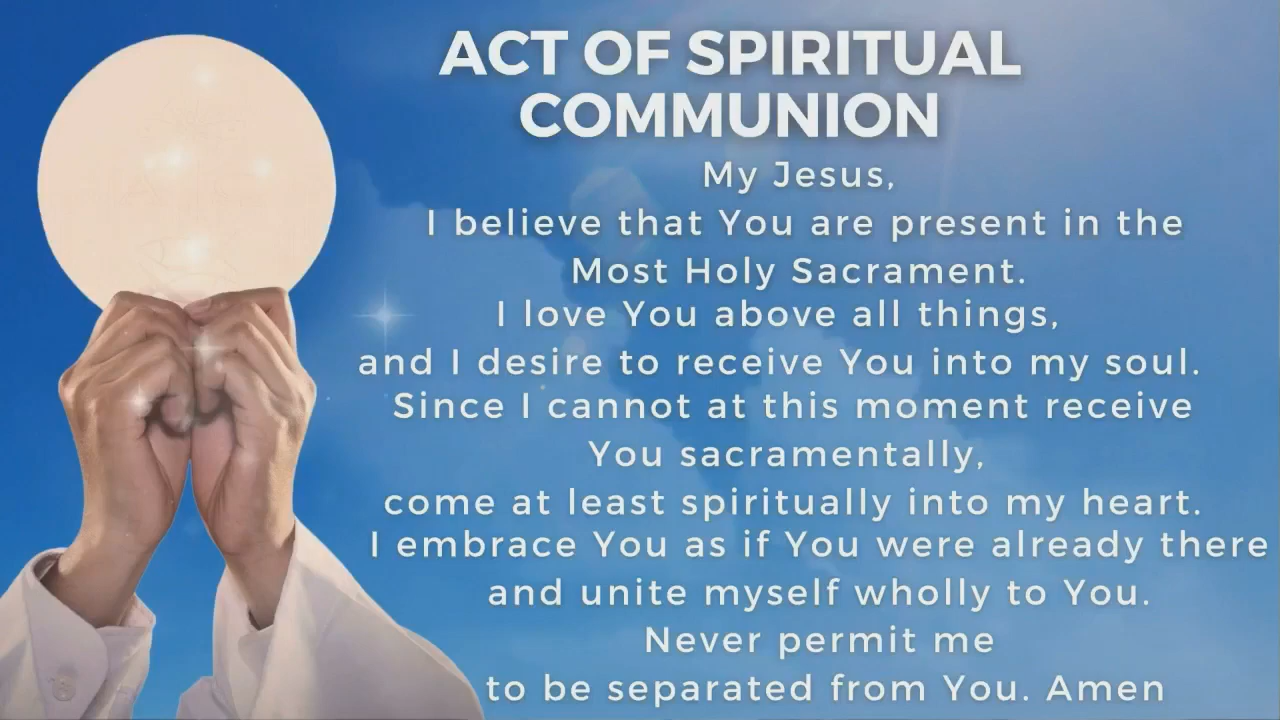 ACT OF SPIRITUAL
COMMUNION
My Jesus,
I believe that You are present in the
Most Holy Sacrament.
I love You above all things,
and I desire to receive You into my soul.
Since I cannot at this moment receive
You sacramentally,
come at least spiritually into my heart.
I embrace You as if You were already there
and unite myself wholly to You.
Never permit me
to be separated from You. Amen